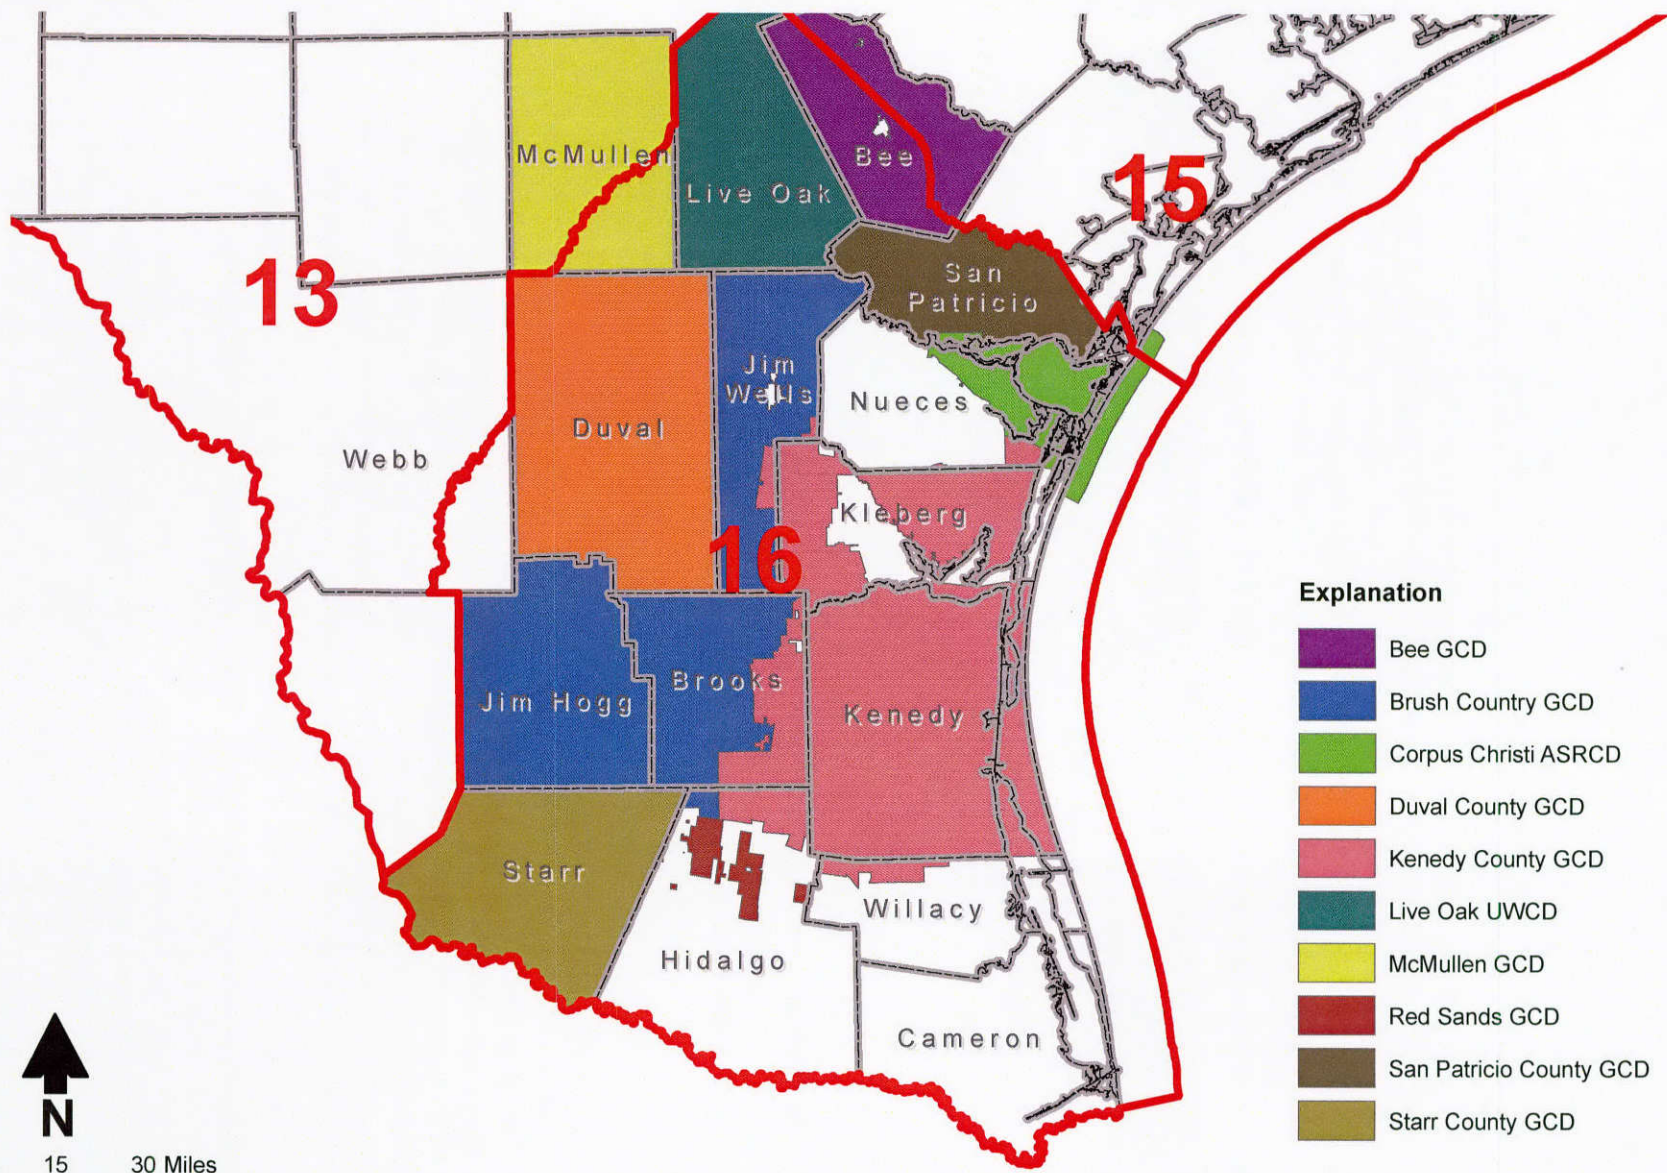 McMullen
Live Oak
Bee
15
13
San
Patricio
Jim
Wells
Nueces
Duval
Webb
Kleberg
16
Jim Hogg
Brooks
Kenedy
Starr
Willacy
Hidalgo
Cameron
Explanation
Bee GCD
Brush Country GCD
Corpus Christi ASRCD
Duval County GCD
Kenedy County GCD
Live Oak UWCD
McMullen GCD
Red Sands GCD
San Patricio County GCD
Starr County GCD
N
15 30 Miles